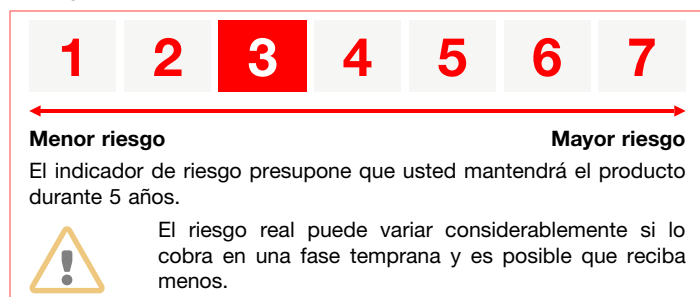 1 2 3 4 5 6 7
Menor riesgo Mayor riesgo
El indicador de riesgo presupone que usted mantendrá el producto
durante 5 años.
El riesgo real puede variar considerablemente si lo
cobra en una fase temprana y es posible que reciba
menos.